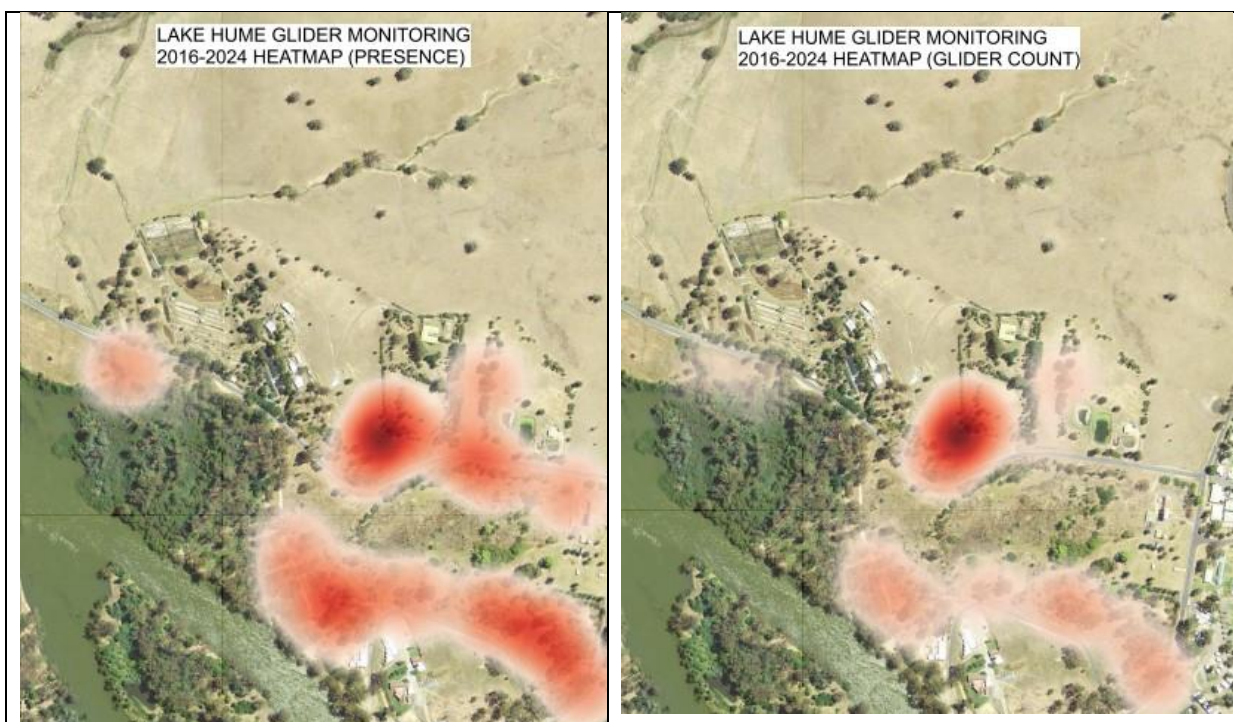 LAKE HUME GLIDER MONITORING
2016-2024 HEATMAP (PRESENCE)
LAKE HUME GLIDER MONITORING
2016-2024 HEATMAP (GLIDER COUNT)